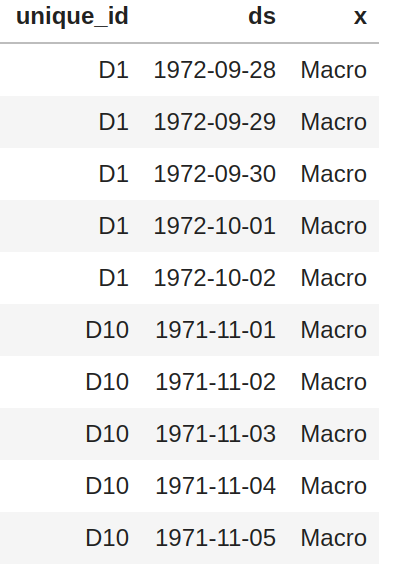 unique_id ds x
D1 1972-09-28 Macro
D1 1972-09-29 Macro
D1 1972-09-30 Macro
D1 1972-10-01 Macro
D1 1972-10-02 Macro
D10 1971-11-01 Macro
D10 1971-11-02 Macro
D10 1971-11-03 Macro
D10 1971-11-04 Macro
D10 1971-11-05 Macro